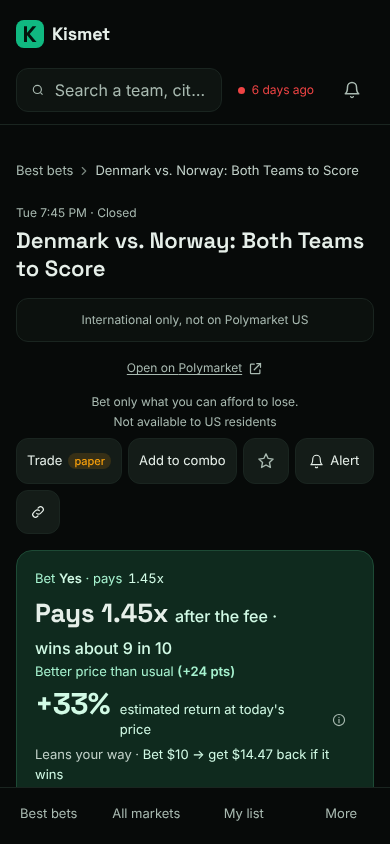 Kismet
Search a team, cit...
6 days ago
Best bets > Denmark vs. Norway: Both Teams to Score
Tue 7:45 PM · Closed
Denmark vs. Norway: Both Teams
to Score
International only, not on Polymarket US
Open on Polymarket
Bet only what you can afford to lose.
Not available to US residents
Trade paper
Add to combo
Alert
Bet Yes · pays 1.45x
Pays 1.45x after the fee ·
wins about 9 in 10
Better price than usual (+24 pts)
+33% estimated return at today's
price
Leans your way · Bet $10 → get $14.47 back if it
wins
Best bets
All markets
My list
More